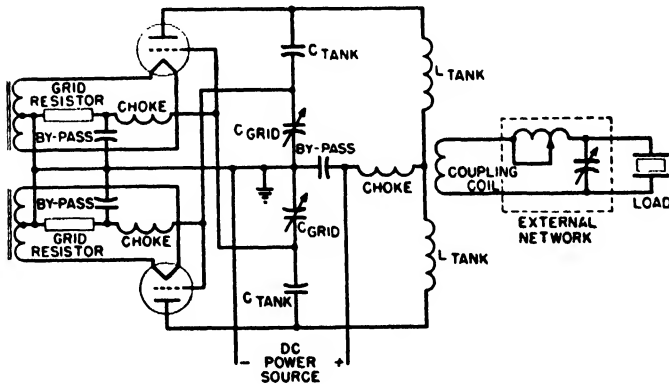 C TANK
L TANK
GRID
RESISTOR
CHOKE
BY-PASS
C GRID
BY-PASS
CHOKE
COUPLING
COIL
LOAD
EXTERNAL
NETWORK
BY-PASS
GRID
RESISTOR
CHOKE
C GRID
L TANK
C TANK
- DC +
POWER
SOURCE